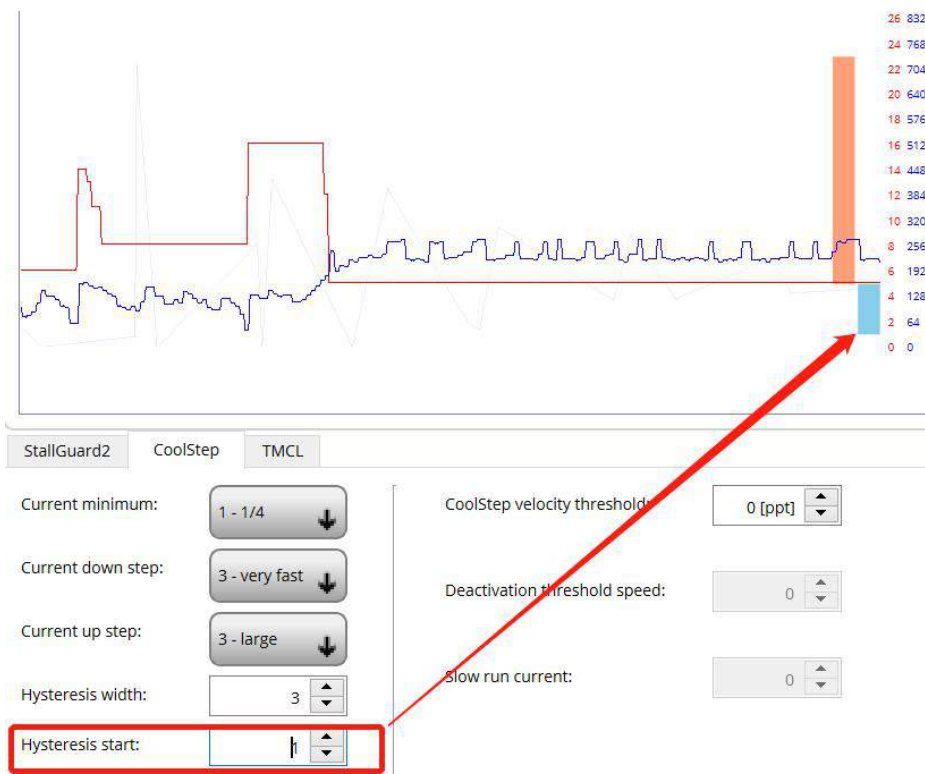 26 832
24 768
22 704
20 640
18 576
16 512
14 448
12 384
10 320
8 256
6 192
4 128
2 64
0 0
StallGuard2 CoolStep TMCL
Current minimum: 1 - 1/4 CoolStep velocity threshold: 0 [ppt]
Current down step: 3 - very fast Deactivation threshold speed: 0
Current up step: 3 - large Slow run current: 0
Hysteresis width: 3
Hysteresis start: 1